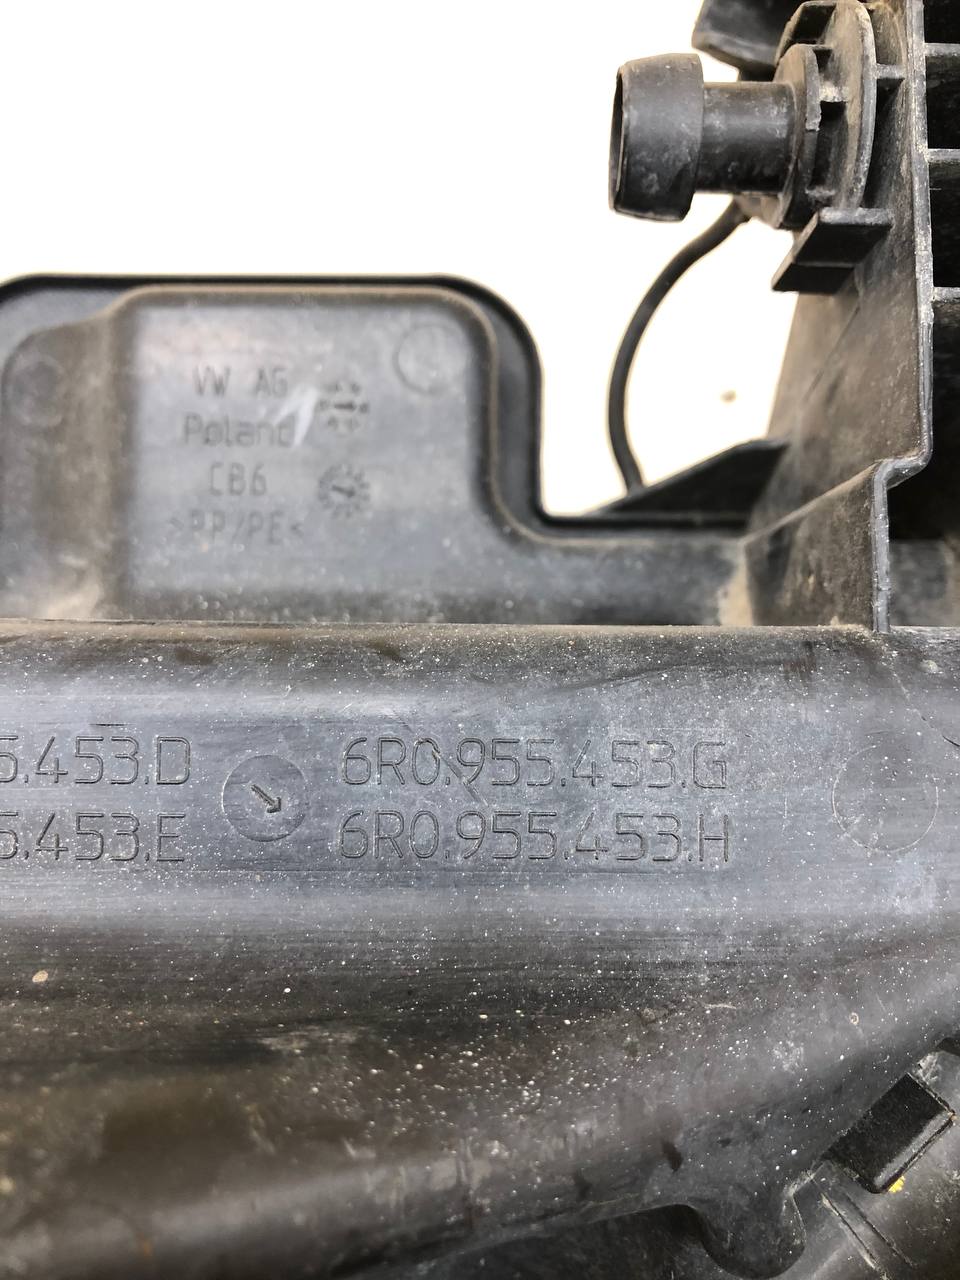 VW AG
Poland
CB6
>PP/PE<
5.453.D 6R0.955.453.G
5.453.E 6R0.955.453.H